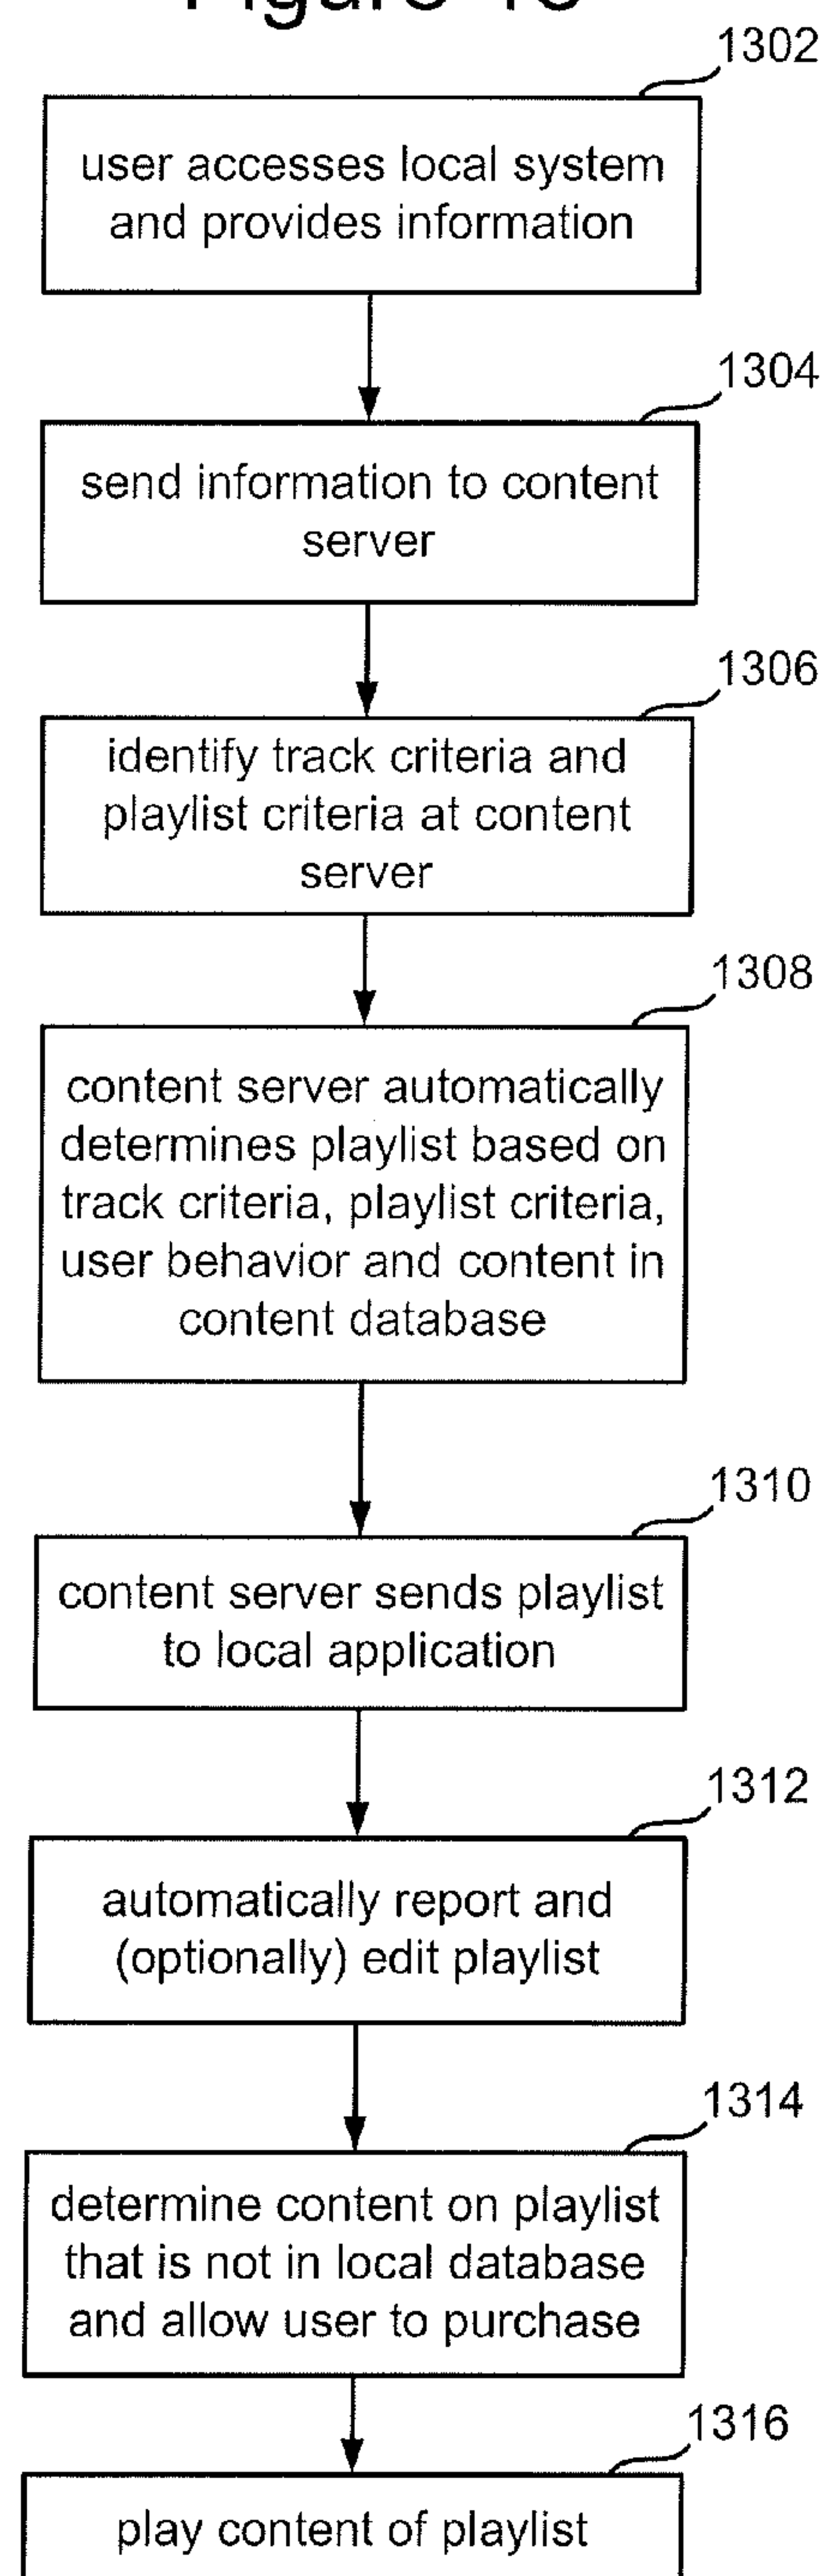 1302
user accesses local system
and provides information
1304
send information to content
server
1306
identify track criteria and
playlist criteria at content
server
1308
content server automatically
determines playlist based on
track criteria, playlist criteria,
user behavior and content in
content database
1310
content server sends playlist
to local application
1312
automatically report and
(optionally) edit playlist
1314
determine content on playlist
that is not in local database
and allow user to purchase
1316
play content of playlist